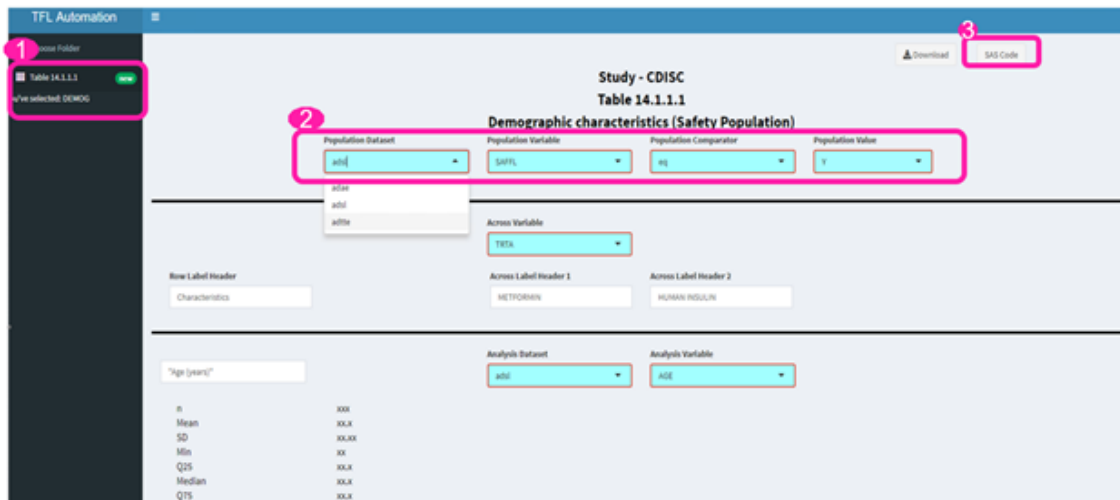 TFL Automation
1
oose Folder
Table 14.1.1.1 new
u/ve selected: DEMOG
Download
3
SAS Code
Study - CDISC
Table 14.1.1.1
Demographic characteristics (Safety Population)
2
Population Dataset Population Variable Population Comparator Population Value
adsl SAFFL eq Y
adae
adsl
adtte
Across Variable
TRTA
Row Label Header Across Label Header 1 Across Label Header 2
Characteristics METFORMIN HUMAN INSULIN
Analysis Dataset Analysis Variable
"Age (years)" adsl AGE
n xxx
Mean xx.x
SD xx.xx
Min xx
Q25 xx.x
Median xx.x
Q75 xx.x